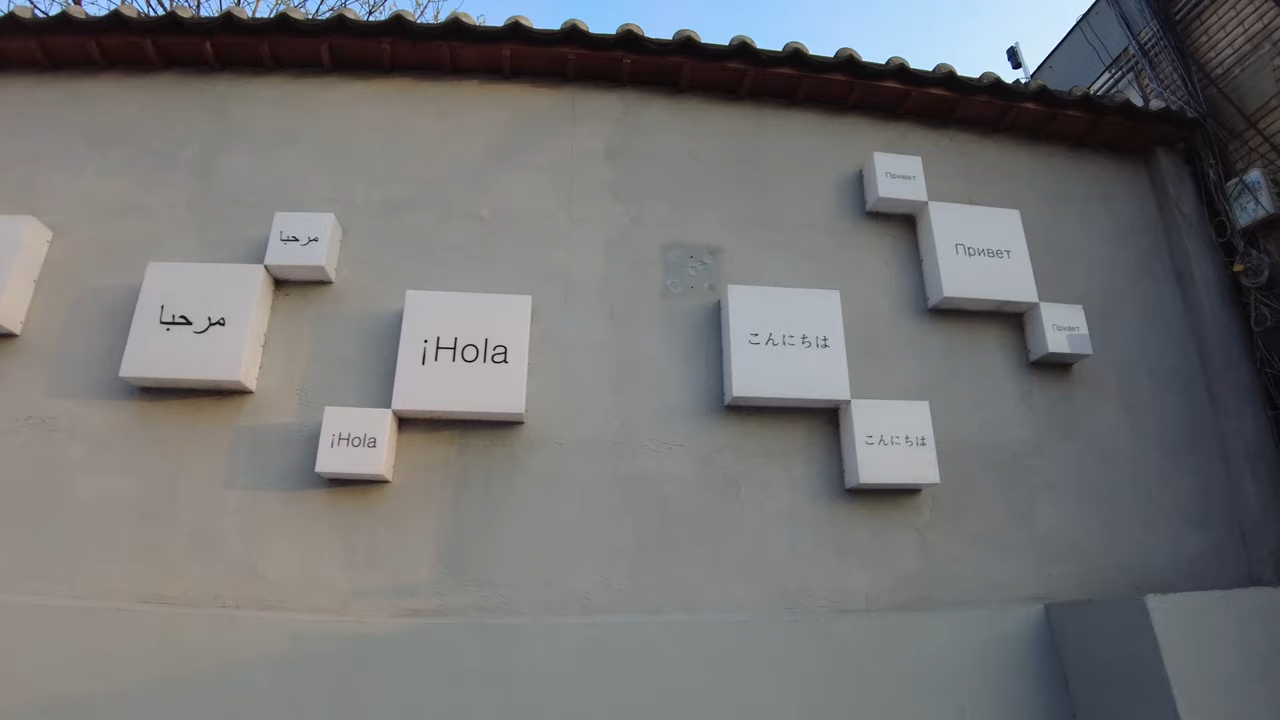 مرحبا
مرحبا
¡Hola
¡Hola
こんにちは
こんにちは
Привет
Привет
Привет